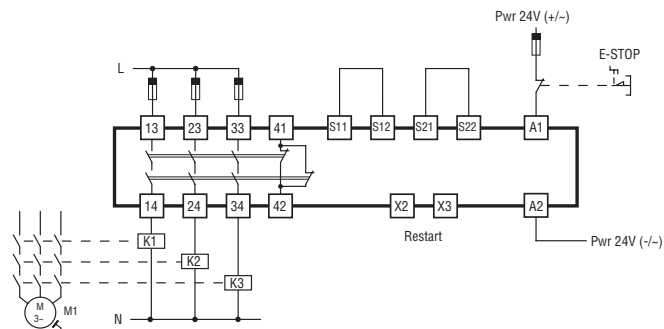 Pwr 24V (+/~)
E-STOP
L
13 23 33 41 S11 S12 S21 S22 A1
14 24 34 42 X2 X3 A2
Restart
Pwr 24V (-/~)
K1
K2
K3
M
3~
M1
N